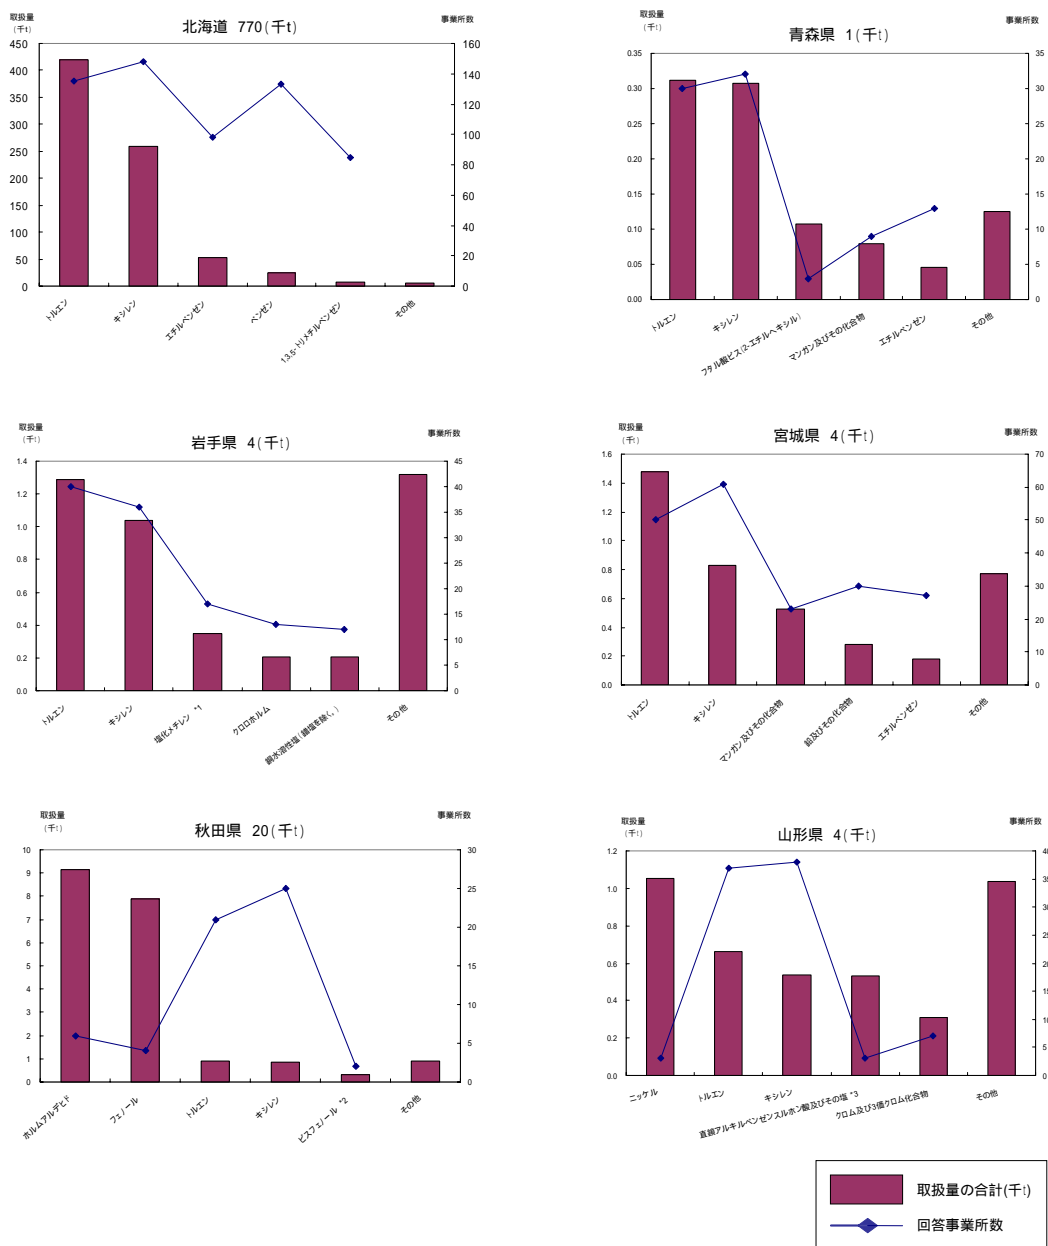 取扱量
(千t)
北海道 770(千t)
事業所数
450
400
350
300
250
200
150
100
50
0
160
140
120
100
80
60
40
20
0
トルエン
キシレン
エチルベンゼン
ベンゼン
1,3,5-トリメチルベンゼン
その他
取扱量
(千t)
青森県 1(千t)
事業所数
0.35
0.30
0.25
0.20
0.15
0.10
0.05
0.00
35
30
25
20
15
10
5
0
トルエン
キシレン
フタル酸ビス(2-エチルヘキシル)
マンガン及びその化合物
エチルベンゼン
その他
取扱量
(千t)
岩手県 4(千t)
事業所数
1.4
1.2
1.0
0.8
0.6
0.4
0.2
0.0
45
40
35
30
25
20
15
10
5
0
トルエン
キシレン
塩化メチレン *1
クロロホルム
銅水溶性塩(錯塩を除く。)
その他
取扱量
(千t)
宮城県 4(千t)
事業所数
1.6
1.4
1.2
1.0
0.8
0.6
0.4
0.2
0.0
70
60
50
40
30
20
10
0
トルエン
キシレン
マンガン及びその化合物
鉛及びその化合物
エチルベンゼン
その他
取扱量
(千t)
秋田県 20(千t)
事業所数
10
9
8
7
6
5
4
3
2
1
0
30
25
20
15
10
5
0
ホルムアルデヒド
フェノール
トルエン
キシレン
ビスフェノール *2
その他
取扱量
(千t)
山形県 4(千t)
事業所数
1.2
1.0
0.8
0.6
0.4
0.2
0.0
40
35
30
25
20
15
10
5
0
ニッケル
トルエン
キシレン
直鎖アルキルベンゼンスルホン酸及びその塩 *3
クロム及び3価クロム化合物
その他
取扱量の合計(千t)
回答事業所数